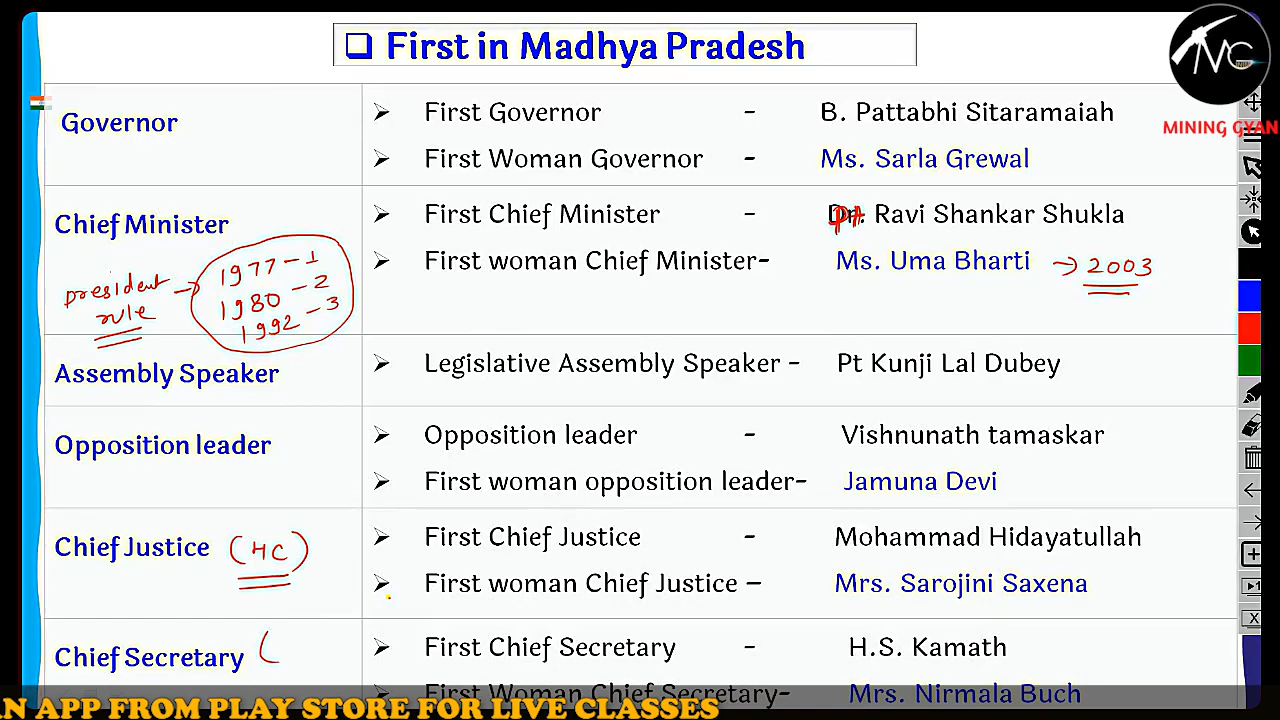 ❑ First in Madhya Pradesh
MG
MINING GYAN
Governor
➢ First Governor - B. Pattabhi Sitaramaiah
➢ First Woman Governor - Ms. Sarla Grewal
Chief Minister
➢ First Chief Minister - Pt. Ravi Shankar Shukla
➢ First woman Chief Minister- Ms. Uma Bharti → 2003
president rule → 1977 - 1
1980 - 2
1992 - 3
Assembly Speaker
➢ Legislative Assembly Speaker - Pt Kunji Lal Dubey
Opposition leader
➢ Opposition leader - Vishnunath tamaskar
➢ First woman opposition leader- Jamuna Devi
Chief Justice (HC)
➢ First Chief Justice - Mohammad Hidayatullah
➢ First woman Chief Justice – Mrs. Sarojini Saxena
Chief Secretary (
➢ First Chief Secretary - H.S. Kamath
➢ First Woman Chief Secretary- Mrs. Nirmala Buch
N APP FROM PLAY STORE FOR LIVE CLASSES